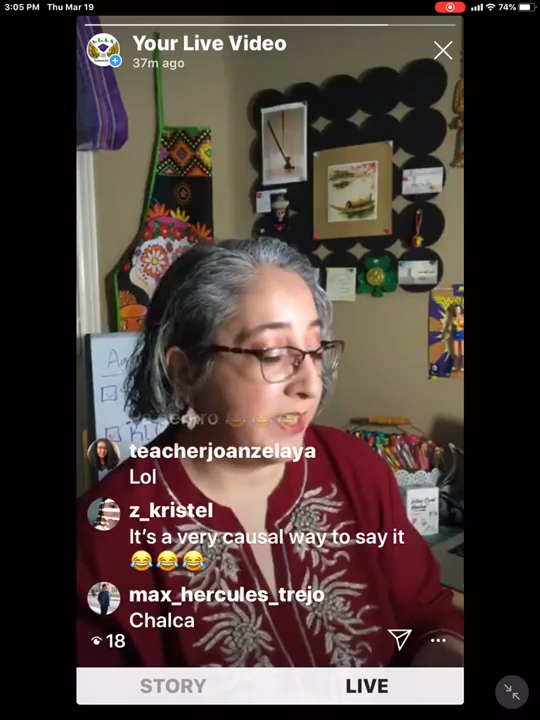 3:05 PM Thu Mar 19
74%
Your Live Video
37m ago
teacherjoanzelaya
Lol
z_kristel
It's a very causal way to say it
😂😂😂
max_hercules_trejo
Chalca
18
STORY
LIVE